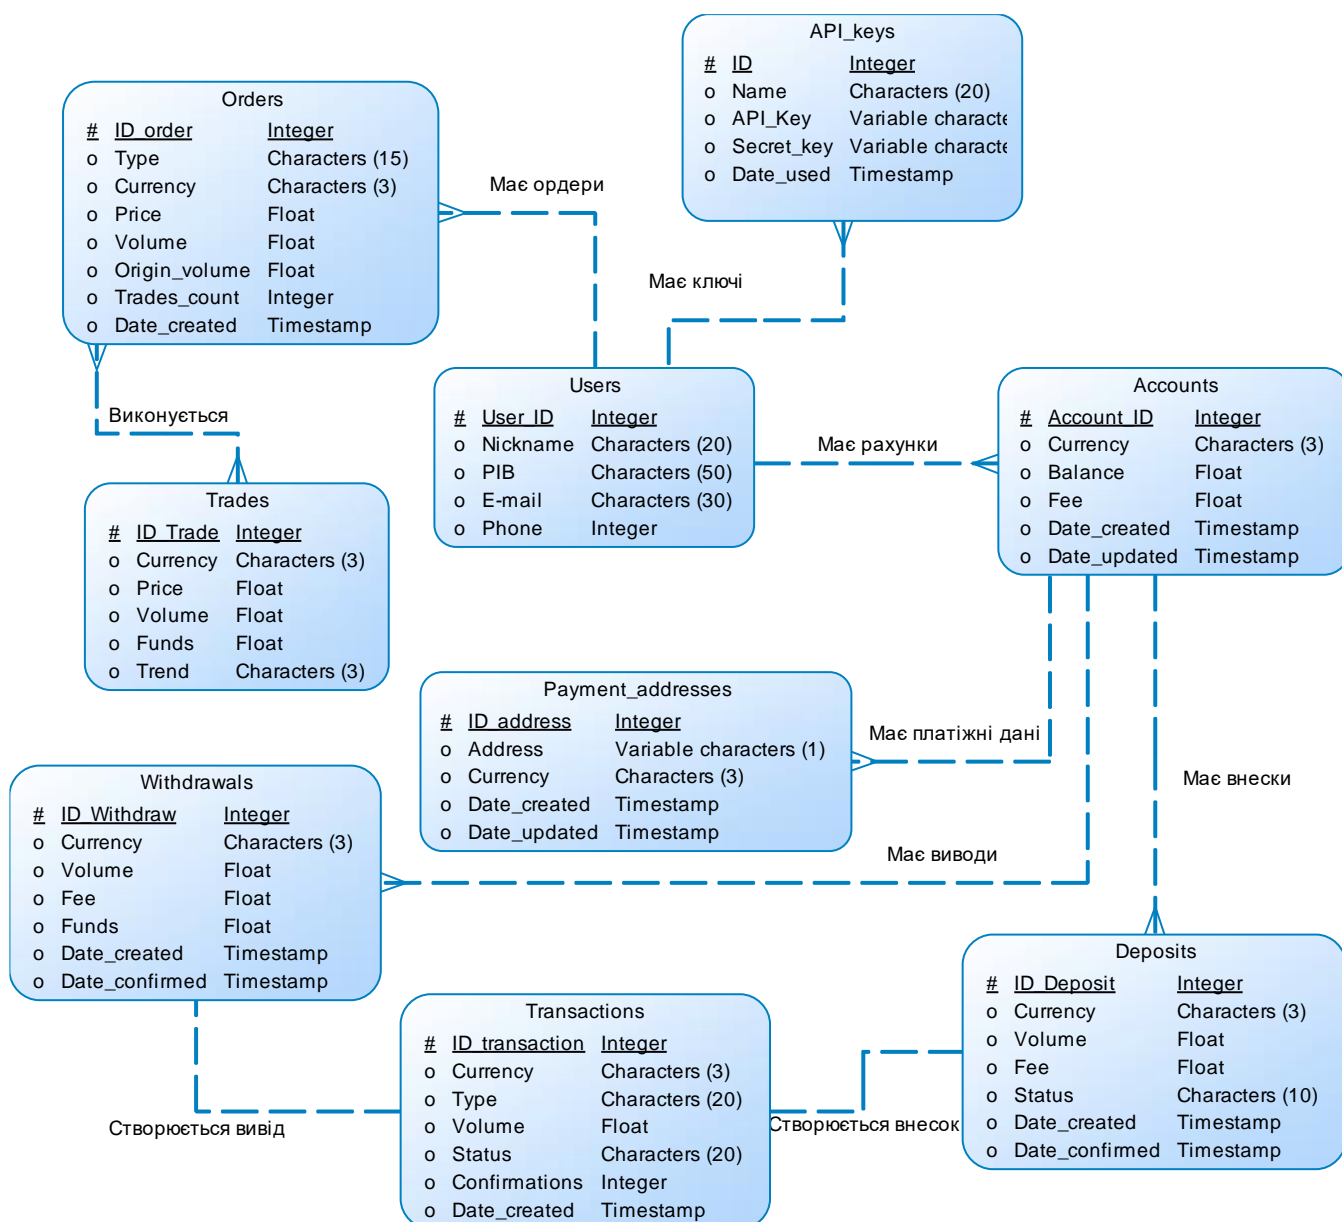 API_keys
# ID Integer
o Name Characters (20)
o API_Key Variable characte
o Secret_key Variable characte
o Date_used Timestamp
Orders
# ID_order Integer
o Type Characters (15)
o Currency Characters (3)
o Price Float
o Volume Float
o Origin_volume Float
o Trades_count Integer
o Date_created Timestamp
Має ордери
Має ключі
Users
# User_ID Integer
o Nickname Characters (20)
o PIB Characters (50)
o E-mail Characters (30)
o Phone Integer
Має рахунки
Accounts
# Account_ID Integer
o Currency Characters (3)
o Balance Float
o Fee Float
o Date_created Timestamp
o Date_updated Timestamp
Виконується
Trades
# ID_Trade Integer
o Currency Characters (3)
o Price Float
o Volume Float
o Funds Float
o Trend Characters (3)
Payment_addresses
# ID_address Integer
o Address Variable characters (1)
o Currency Characters (3)
o Date_created Timestamp
o Date_updated Timestamp
Має платіжні дані
Має внески
Має виводи
Withdrawals
# ID_Withdraw Integer
o Currency Characters (3)
o Volume Float
o Fee Float
o Funds Float
o Date_created Timestamp
o Date_confirmed Timestamp
Deposits
# ID_Deposit Integer
o Currency Characters (3)
o Volume Float
o Fee Float
o Status Characters (10)
o Date_created Timestamp
o Date_confirmed Timestamp
Transactions
# ID_transaction Integer
o Currency Characters (3)
o Type Characters (20)
o Volume Float
o Status Characters (20)
o Confirmations Integer
o Date_created Timestamp
Створюється вивід
Створюється внесок